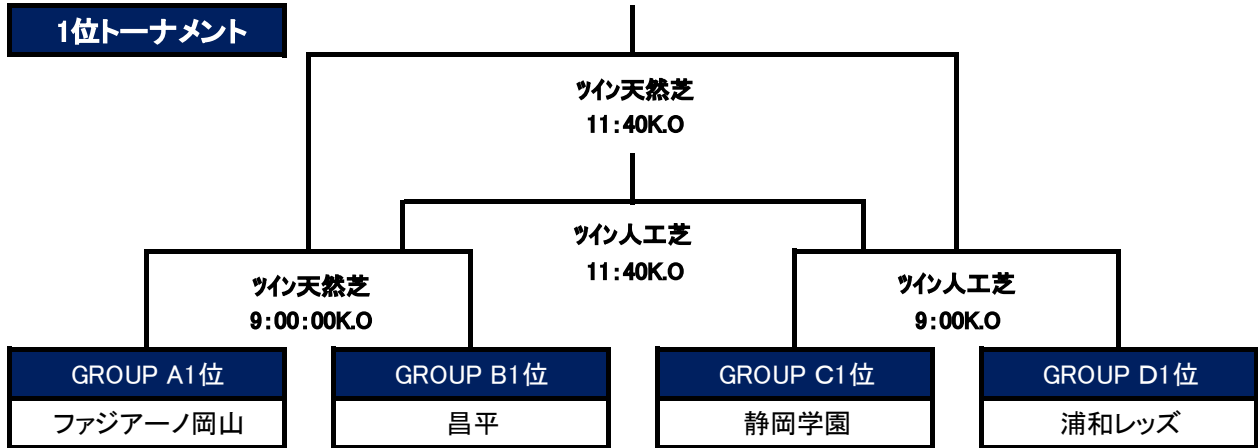 1位トーナメント
ツイン天然芝
11:40K.O
ツイン人工芝
11:40K.O
ツイン天然芝
9:00:00K.O
ツイン人工芝
9:00K.O
GROUP A1位
GROUP B1位
GROUP C1位
GROUP D1位
ファジアーノ岡山
昌平
静岡学園
浦和レッズ